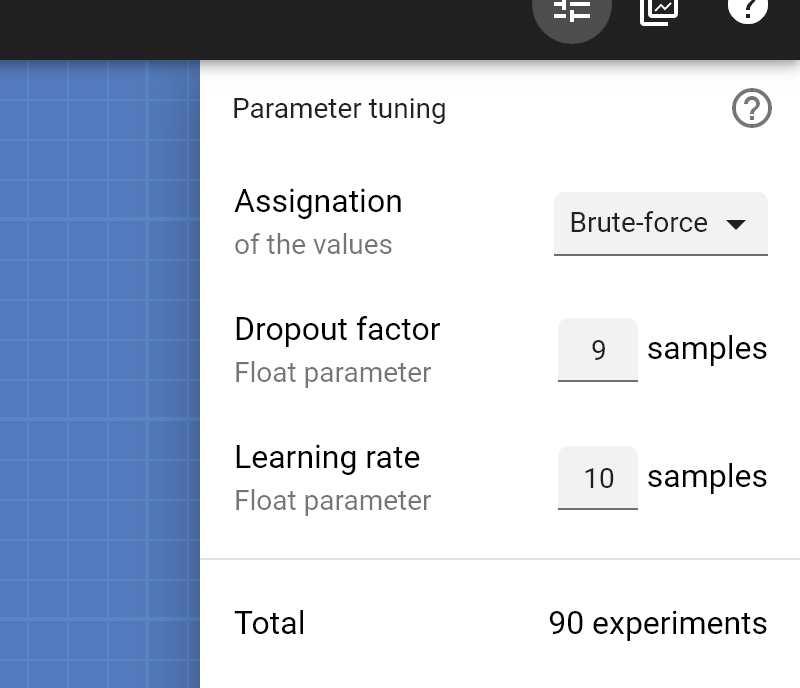 Parameter tuning
Assignation
of the values
Brute-force
Dropout factor
Float parameter
9 samples
Learning rate
Float parameter
10 samples
Total
90 experiments